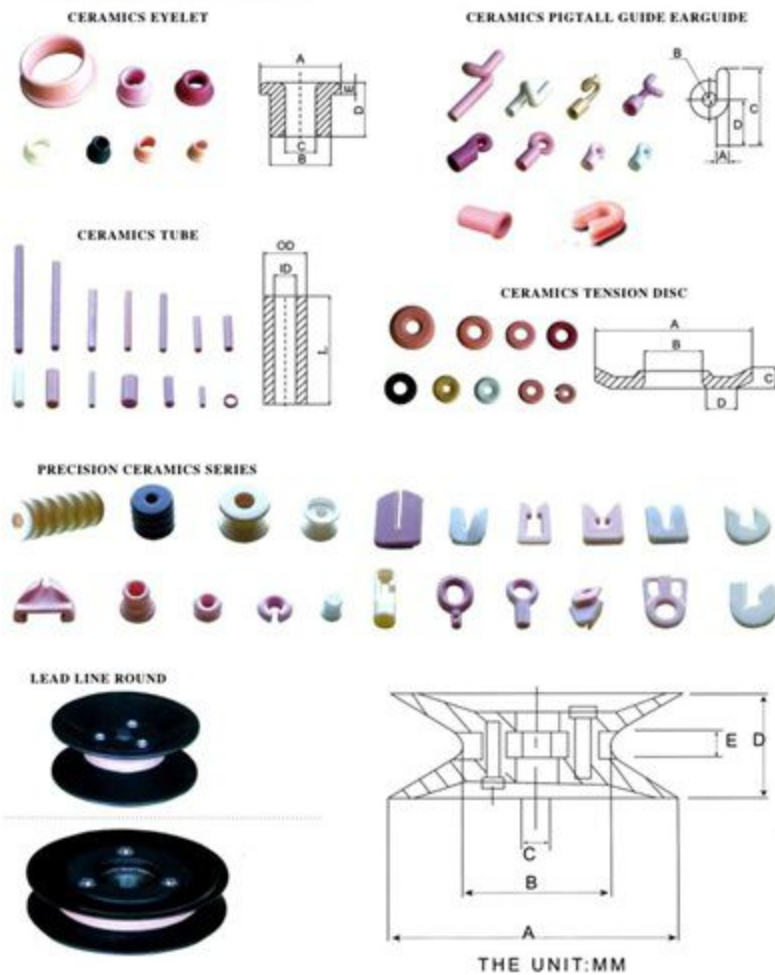 CERAMICS EYELET
A
E
D
C
B
CERAMICS PIGTALL GUIDE EARGUIDE
B
C
D
A
CERAMICS TUBE
OD
ID
L
CERAMICS TENSION DISC
A
B
C
D
PRECISION CERAMICS SERIES
LEAD LINE ROUND
E
D
C
B
A
THE UNIT:MM